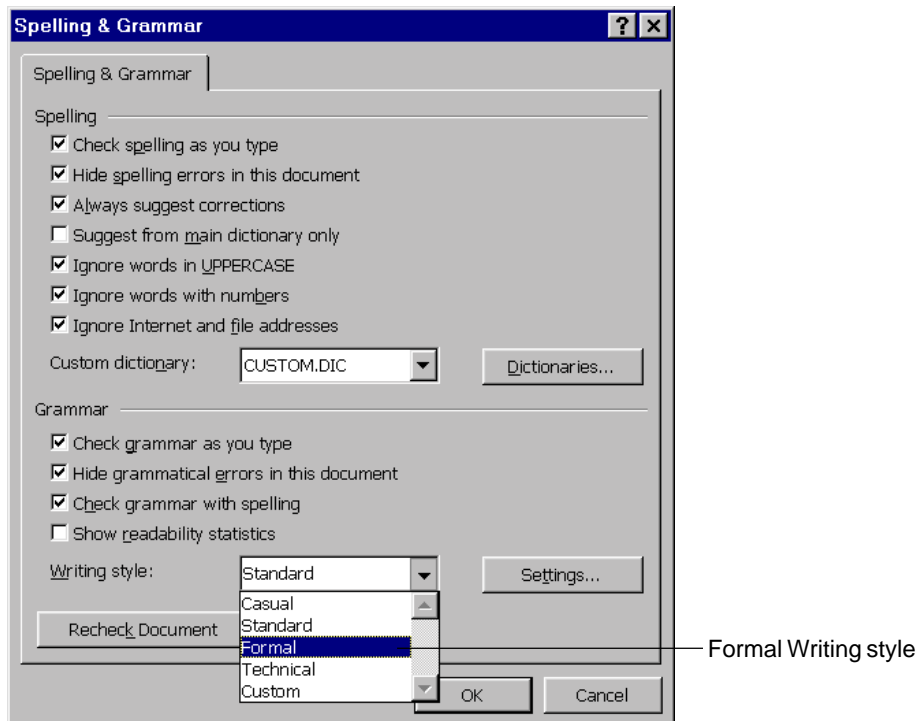 Spelling & Grammar
Spelling & Grammar
Spelling
Check spelling as you type
Hide spelling errors in this document
Always suggest corrections
Suggest from main dictionary only
Ignore words in UPPERCASE
Ignore words with numbers
Ignore Internet and file addresses
Custom dictionary: CUSTOM.DIC Dictionaries...
Grammar
Check grammar as you type
Hide grammatical errors in this document
Check grammar with spelling
Show readability statistics
Writing style: Standard Settings...
Casual
Recheck Document Standard
Formal Formal Writing style
Technical
Custom OK Cancel